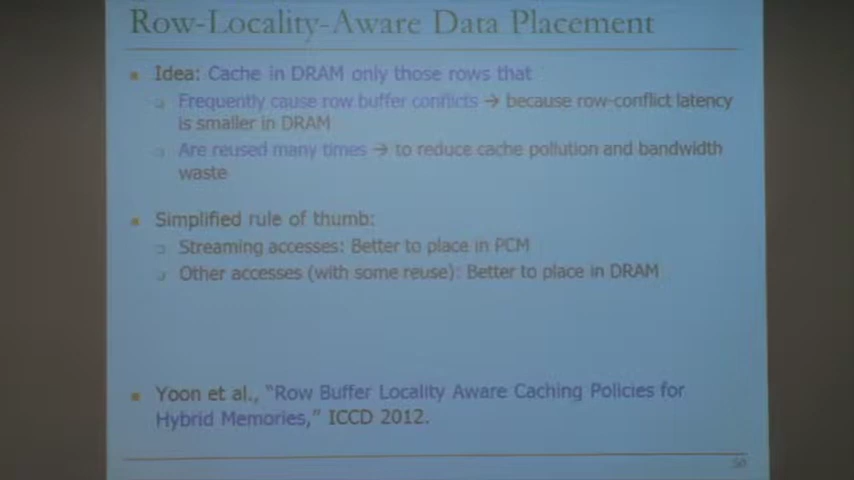 Row-Locality-Aware Data Placement
Idea: Cache in DRAM only those rows that
Frequently cause row buffer conflicts → because row-conflict latency
is smaller in DRAM
Are reused many times → to reduce cache pollution and bandwidth
waste
Simplified rule of thumb:
Streaming accesses: Better to place in PCM
Other accesses (with some reuse): Better to place in DRAM
Yoon et al., “Row Buffer Locality Aware Caching Policies for
Hybrid Memories,” ICCD 2012.